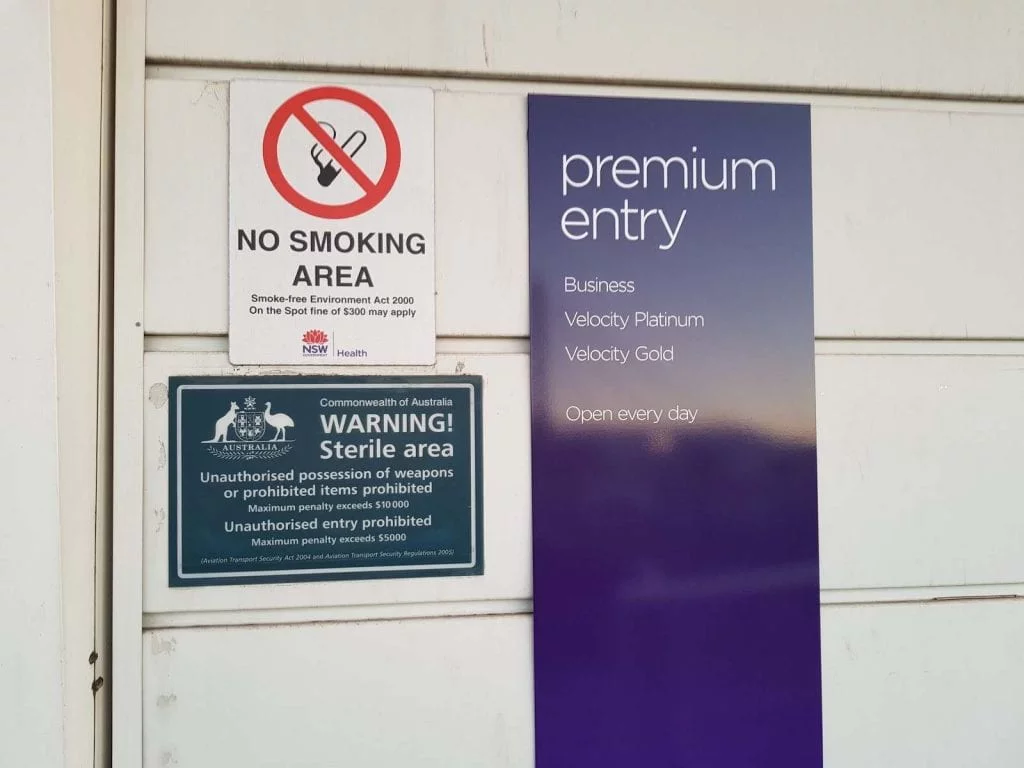 NO SMOKING
AREA
Smoke-free Environment Act 2000
On the Spot fine of $300 may apply
NSW
GOVERNMENT
Health
Commonwealth of Australia
WARNING!
Sterile area
AUSTRALIA
Unauthorised possession of weapons
or prohibited items prohibited
Maximum penalty exceeds $10 000
Unauthorised entry prohibited
Maximum penalty exceeds $5000
(Aviation Transport Security Act 2004 and Aviation Transport Security Regulations 2005)
premium
entry
Business
Velocity Platinum
Velocity Gold
Open every day